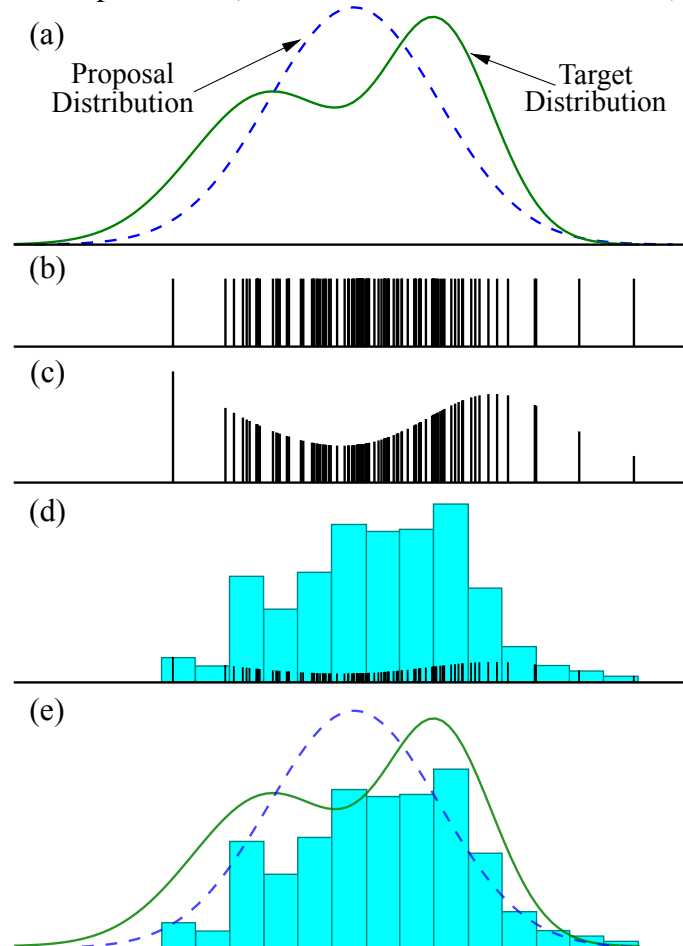 (a)
Proposal
Distribution
Target
Distribution
(b)
(c)
(d)
(e)